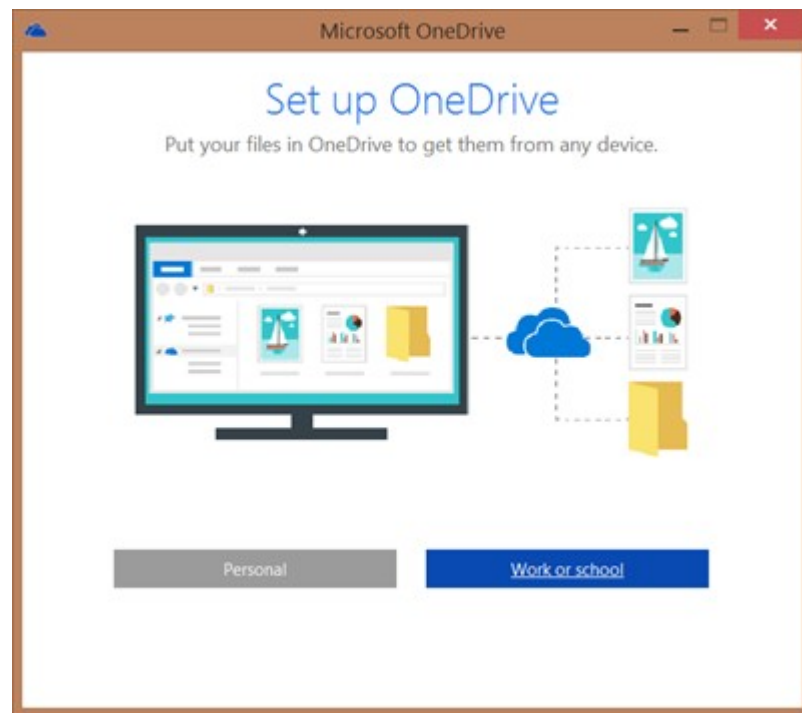 Microsoft OneDrive
Set up OneDrive
Put your files in OneDrive to get them from any device.
Personal
Work or school